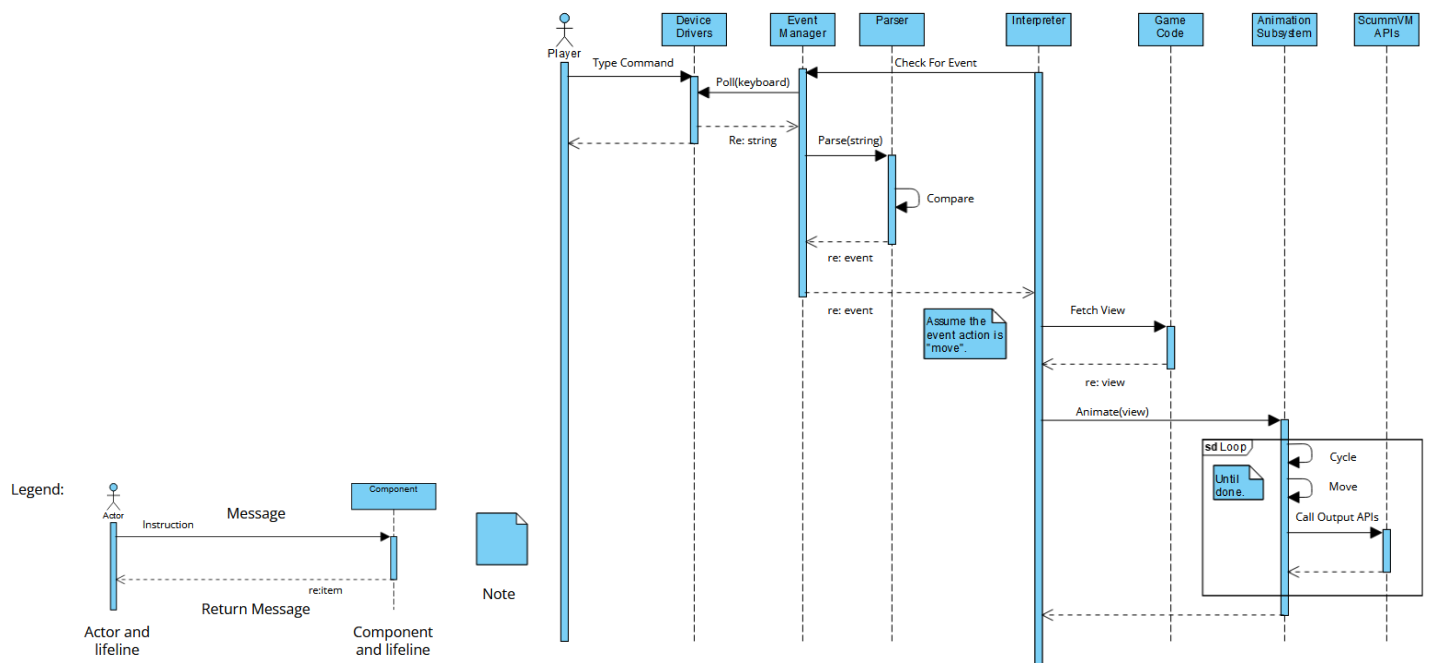 Player
Device
Drivers
Event
Manager
Parser
Interpreter
Game
Code
Animation
Subsystem
ScummVM
APIs
Type Command
Check For Event
Poll(keyboard)
Re: string
Parse(string)
Compare
re: event
re: event
Assume the
event action is
"move".
Fetch View
re: view
Animate(view)
sd Loop
Until
done.
Cycle
Move
Call Output APIs
Legend:
Actor
Instruction
Message
Component
re:item
Return Message
Note
Actor and
lifeline
Component
and lifeline